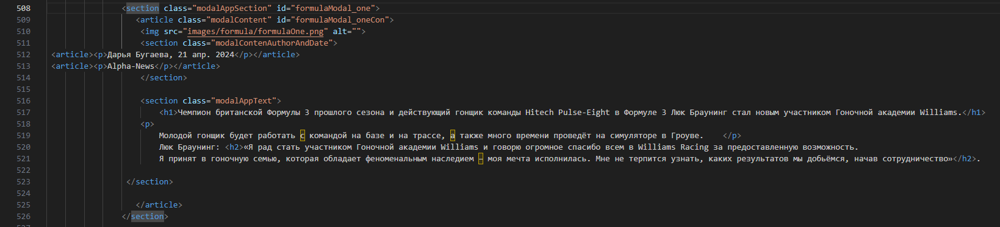 508 <section class="modalAppSection" id="formulaModal_one">
509 <article class="modalContent" id="formulaModal_oneCon">
510 <img src="images/formula/formulaOne.png" alt="">
511 <section class="modalContenAuthorAndDate">
512 <article><p>Дарья Бугаева, 21 апр. 2024</p></article>
513 <article><p>Alpha-News</p></article>
514 </section>
515
516 <section class="modalAppText">
517 <h1>Чемпион британской Формулы 3 прошлого сезона и действующий гонщик команды Hitech Pulse-Eight в Формуле 3 Люк Браунинг стал новым участником Гоночной академии Williams.</h1>
518 <p>
519 Молодой гонщик будет работать с командой на базе и на трассе, а также много времени проведёт на симуляторе в Гроуве. </p>
520 Люк Браунинг: <h2>«Я рад стать участником Гоночной академии Williams и говорю огромное спасибо всем в Williams Racing за предоставленную возможность.
521 Я принят в гоночную семью, которая обладает феноменальным наследием – моя мечта исполнилась. Мне не терпится узнать, каких результатов мы добьёмся, начав сотрудничество»</h2>.
522
523 </section>
524
525 </article>
526 </section>